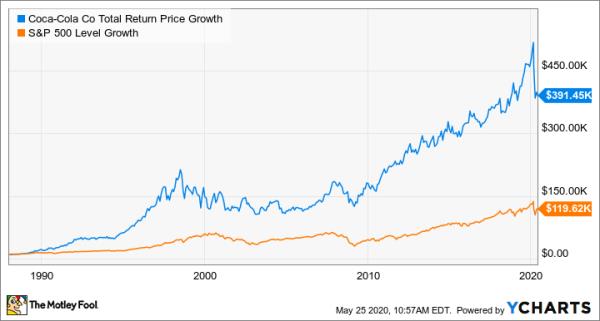 Coca-Cola Co Total Return Price Growth
S&P 500 Level Growth
$450.00K
$391.45K
$300.00K
$150.00K
$119.62K
$0.00
1990 2000 2010 2020
The Motley Fool.
May 25 2020, 10:57AM EDT. Powered by YCHARTS